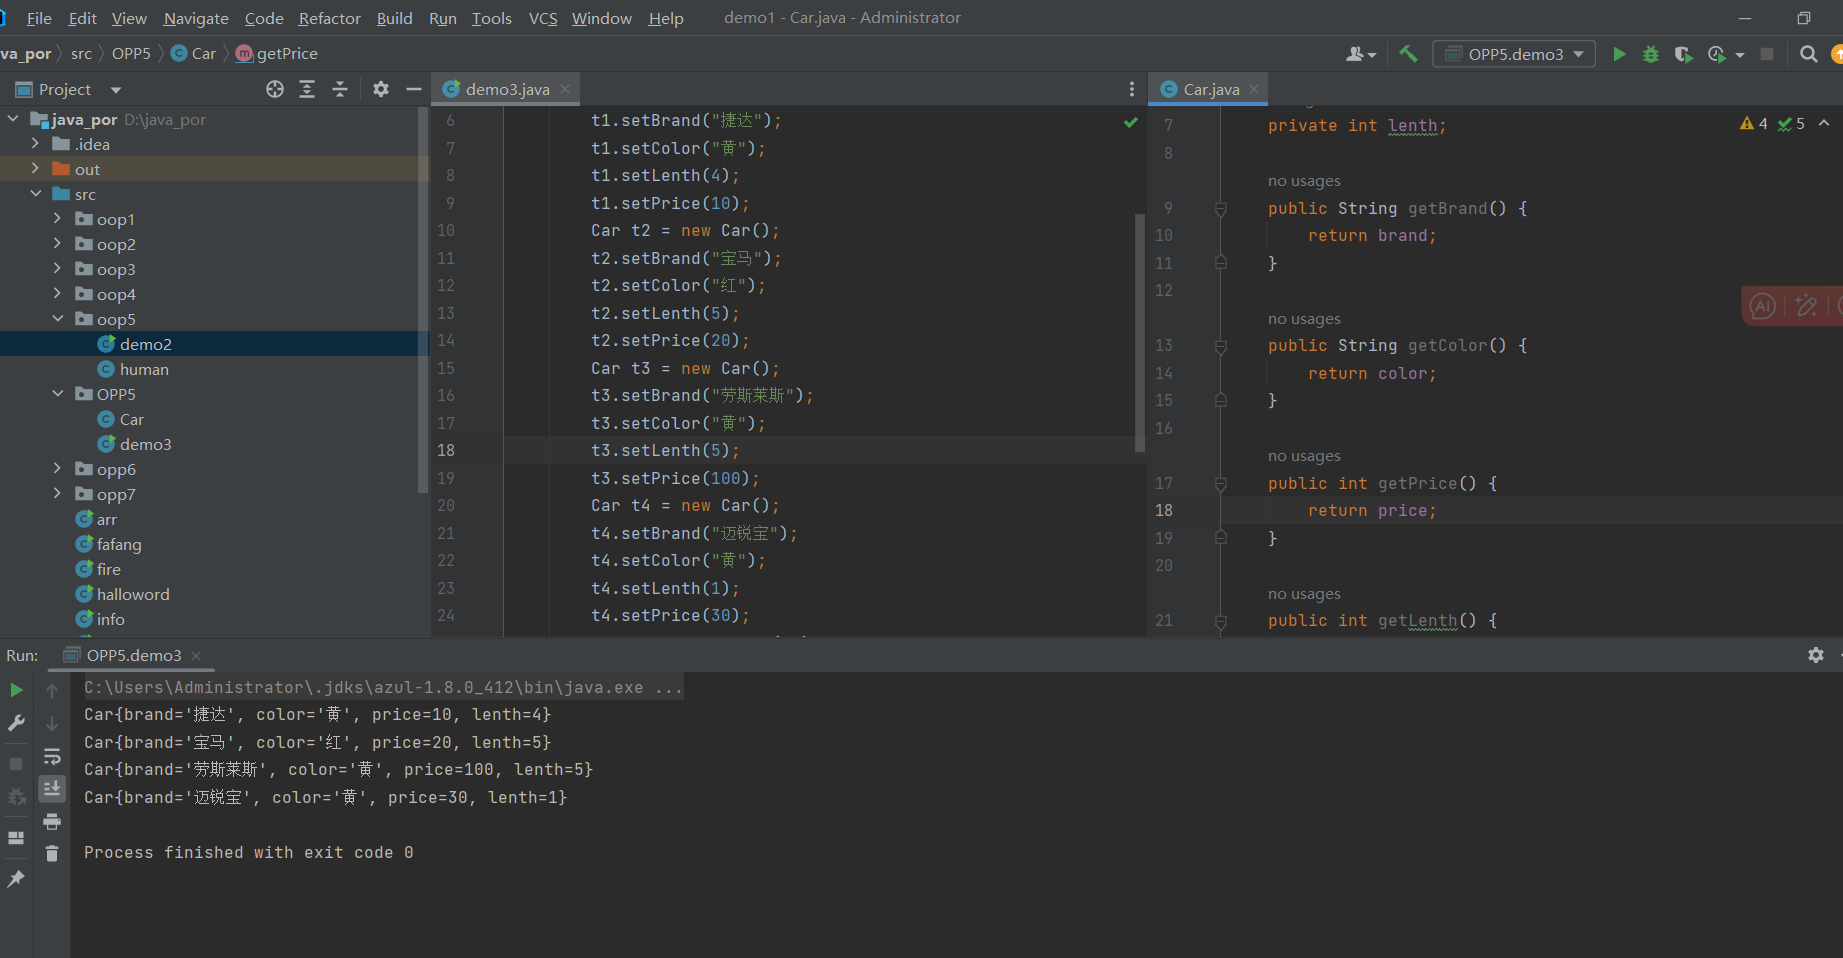 File Edit View Navigate Code Refactor Build Run Tools VCS Window Help demo1 - Car.java - Administrator
va_por src OPP5 Car getPrice
OPP5.demo3
Project
java_por D:\java_por
.idea
out
src
oop1
oop2
oop3
oop4
oop5
demo2
human
OPP5
Car
demo3
opp6
opp7
arr
fafang
fire
halloword
info
demo3.java
6 t1.setBrand("捷达");
7 t1.setColor("黄");
8 t1.setLenth(4);
9 t1.setPrice(10);
10 Car t2 = new Car();
11 t2.setBrand("宝马");
12 t2.setColor("红");
13 t2.setLenth(5);
14 t2.setPrice(20);
15 Car t3 = new Car();
16 t3.setBrand("劳斯莱斯");
17 t3.setColor("黄");
18 t3.setLenth(5);
19 t3.setPrice(100);
20 Car t4 = new Car();
21 t4.setBrand("迈锐宝");
22 t4.setColor("黄");
23 t4.setLenth(1);
24 t4.setPrice(30);
Car.java
4 5
7 private int lenth;
8
no usages
9 public String getBrand() {
10 return brand;
11 }
12
no usages
13 public String getColor() {
14 return color;
15 }
16
no usages
17 public int getPrice() {
18 return price;
19 }
20
no usages
21 public int getLenth() {
AI
Run: OPP5.demo3
C:\Users\Administrator\.jdks\azul-1.8.0_412\bin\java.exe ...
Car{brand='捷达', color='黄', price=10, lenth=4}
Car{brand='宝马', color='红', price=20, lenth=5}
Car{brand='劳斯莱斯', color='黄', price=100, lenth=5}
Car{brand='迈锐宝', color='黄', price=30, lenth=1}
Process finished with exit code 0